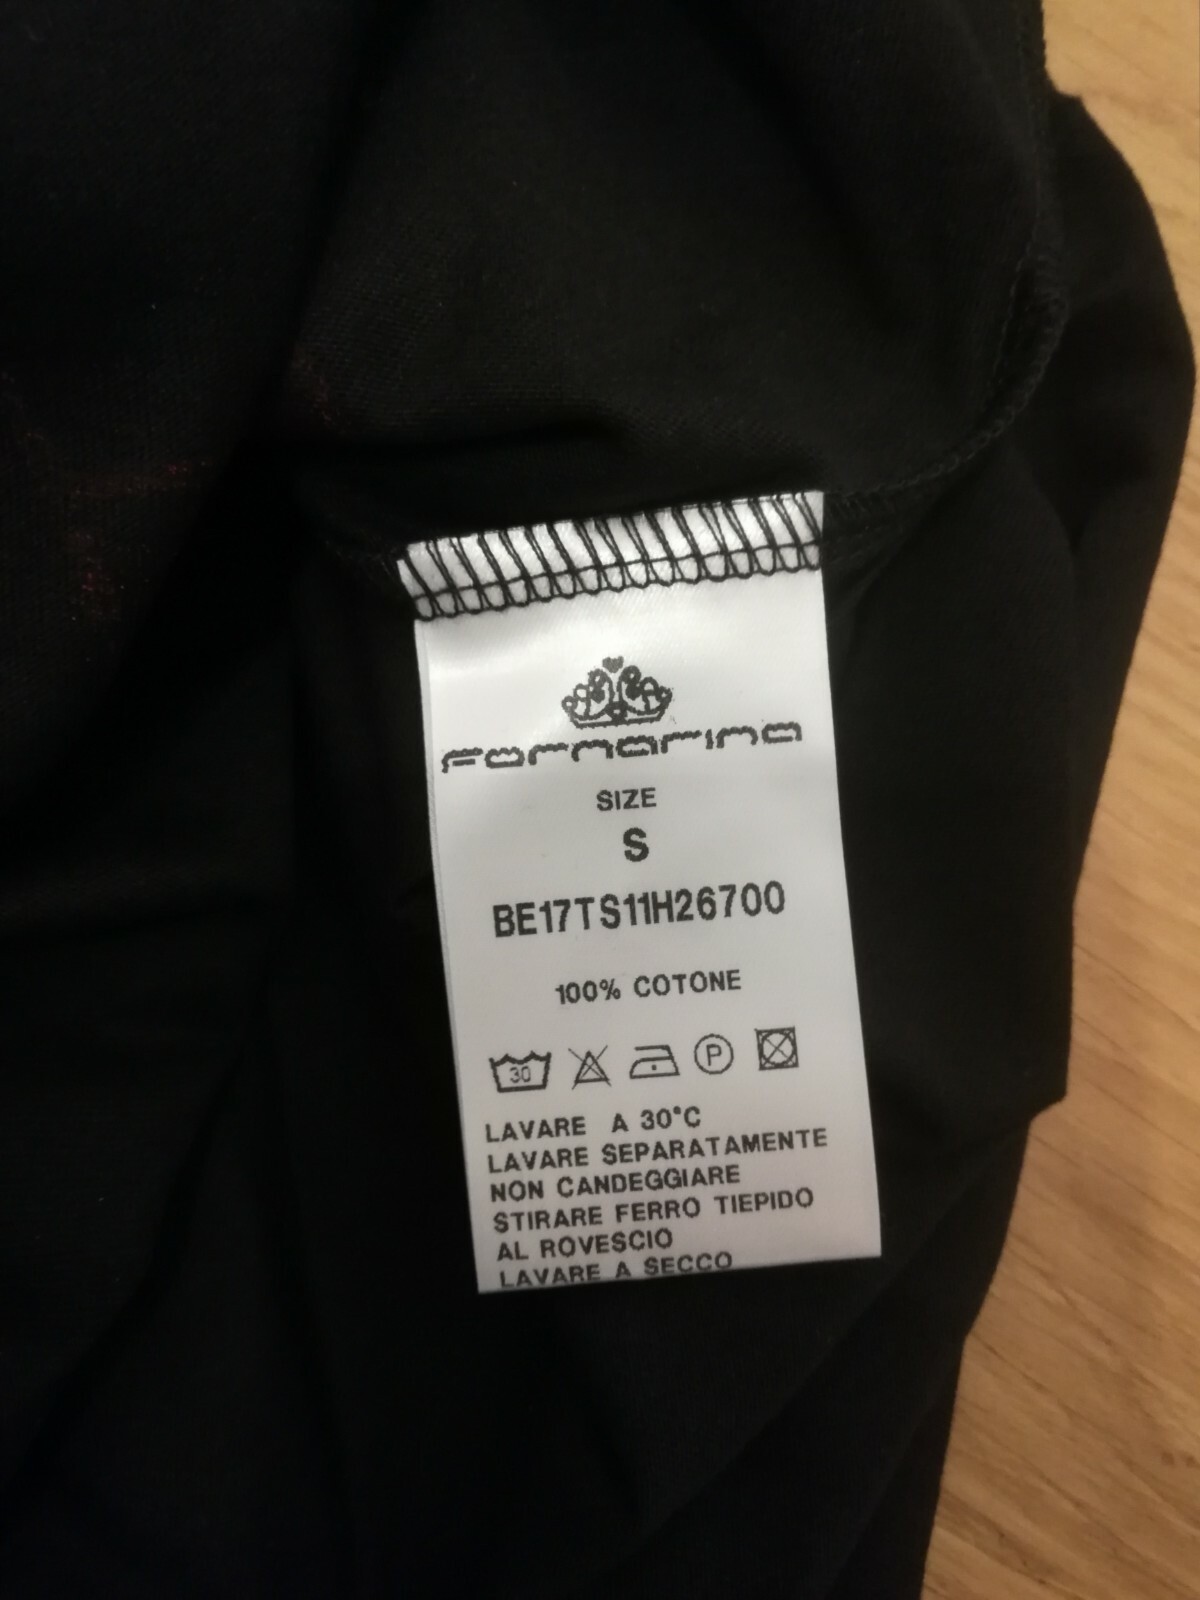 Fornarina
SIZE
S
BE17TS11H26700
100% COTONE
30 P
LAVARE A 30°C
LAVARE SEPARATAMENTE
NON CANDEGGIARE
STIRARE FERRO TIEPIDO
AL ROVESCIO
LAVARE A SECCO